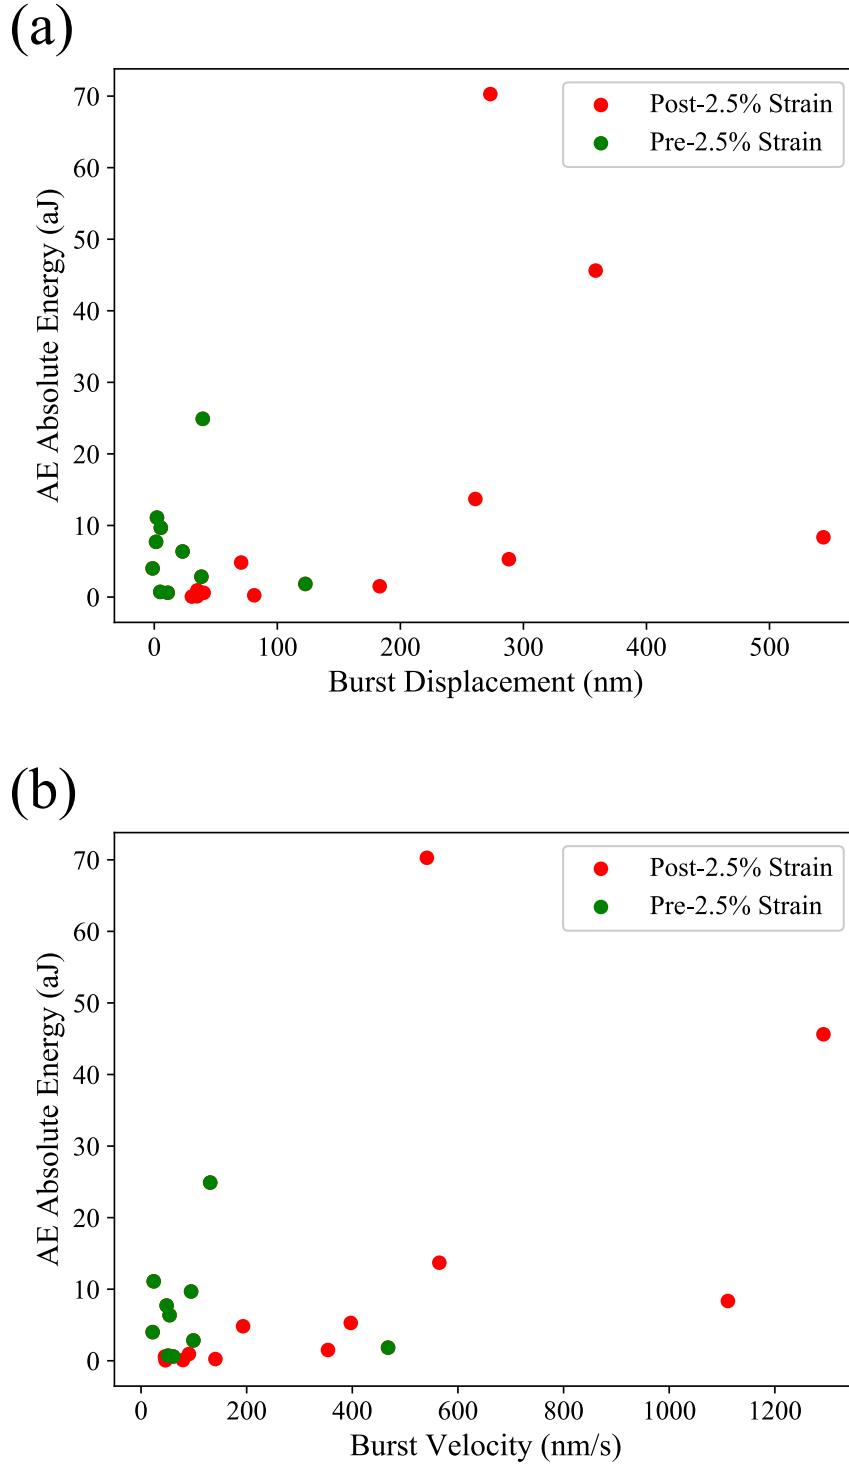 (a)
70
60
50
40
30
20
10
0
AE Absolute Energy (aJ)
Post-2.5% Strain
Pre-2.5% Strain
0 100 200 300 400 500
Burst Displacement (nm)
(b)
70
60
50
40
30
20
10
0
AE Absolute Energy (aJ)
Post-2.5% Strain
Pre-2.5% Strain
0 200 400 600 800 1000 1200
Burst Velocity (nm/s)